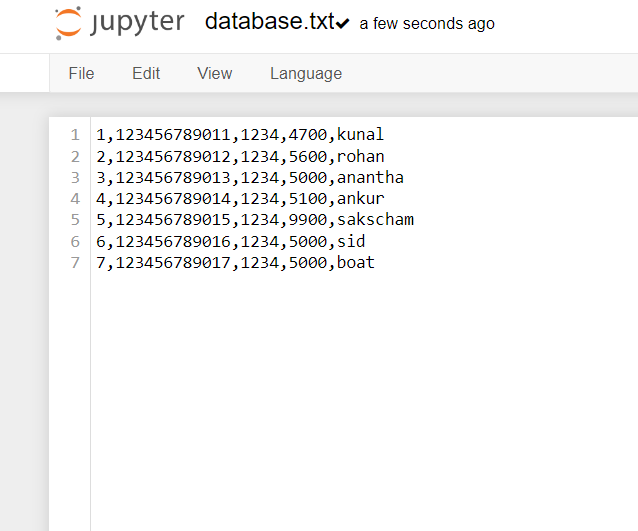 jupyter database.txt✔ a few seconds ago
File Edit View Language
1 1,123456789011,1234,4700,kunal
2 2,123456789012,1234,5600,rohan
3 3,123456789013,1234,5000,anantha
4 4,123456789014,1234,5100,ankur
5 5,123456789015,1234,9900,sakscham
6 6,123456789016,1234,5000,sid
7 7,123456789017,1234,5000,boat